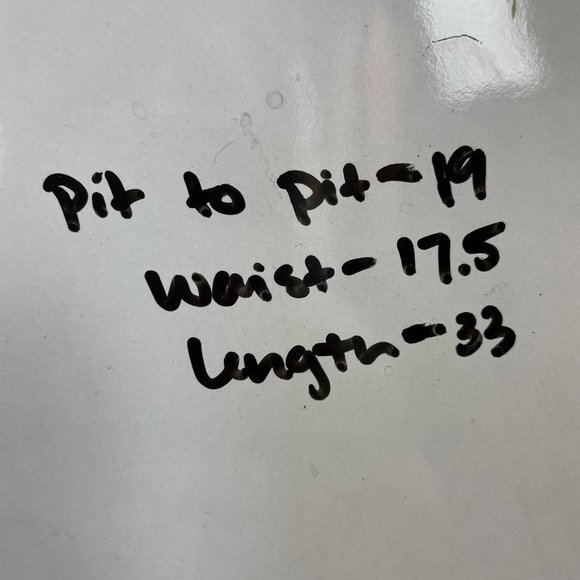 pit to pit - 19
waist - 17.5
length - 33